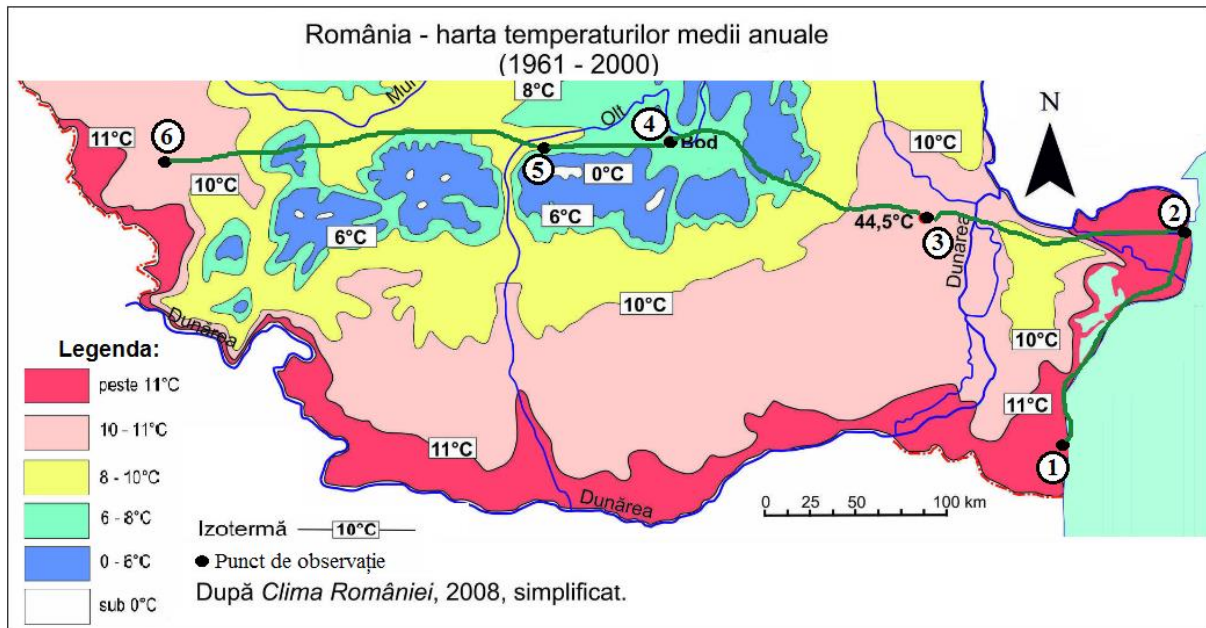 România - harta temperaturilor medii anuale
(1961 - 2000)
Mur
8°C
Olt
N
11°C
6
4
Bod
10°C
5
0°C
10°C
2
6°C
6°C
44,5°C
3
Dunărea
10°C
10°C
Dunărea
Legenda:
peste 11°C
10 - 11°C
8 - 10°C
6 - 8°C
0 - 6°C
sub 0°C
11°C
11°C
1
Dunărea
0 25 50 100 km
Izotermă 10°C
Punct de observație
După Clima României, 2008, simplificat.